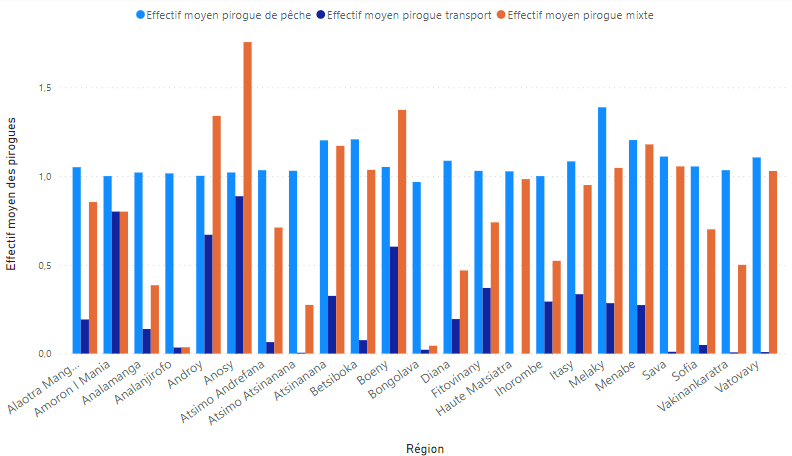 Effectif moyen pirogue de pêche Effectif moyen pirogue transport Effectif moyen pirogue mixte
Effectif moyen des pirogues
1,5
1,0
0,5
0,0
Alaotra Mang...
Amoron I Mania
Analamanga
Analanjirofo
Androy
Anosy
Atsimo Andrefana
Atsimo Atsinanana
Atsinanana
Betsiboka
Boeny
Bongolava
Diana
Fitovinany
Haute Matsiatra
Ihorombe
Itasy
Melaky
Menabe
Sava
Sofia
Vakinankaratra
Vatovavy
Région